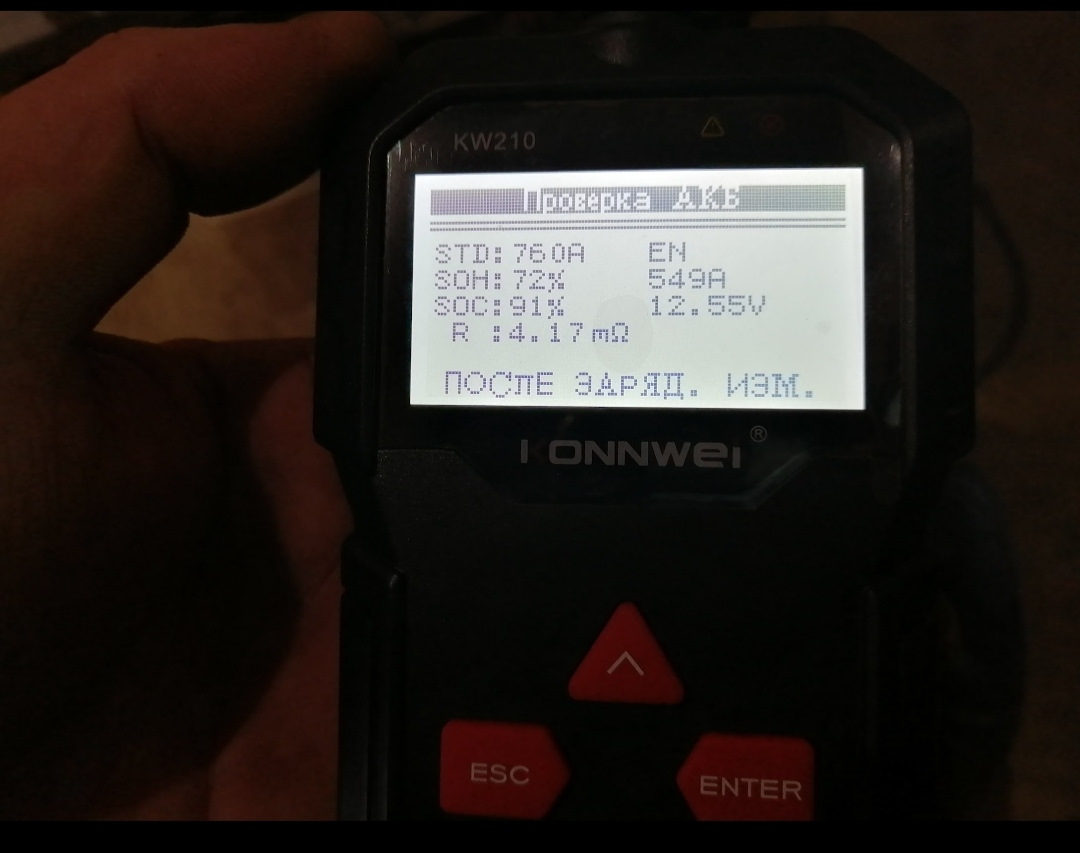 KW210
Проверка АКБ
STD:760A EN
SOH:72% 549A
SOC:91% 12.55V
R :4.17mΩ
ПОСЛЕ ЗАРЯД. ИЗМ.
KONNWEI®
ESC
ENTER